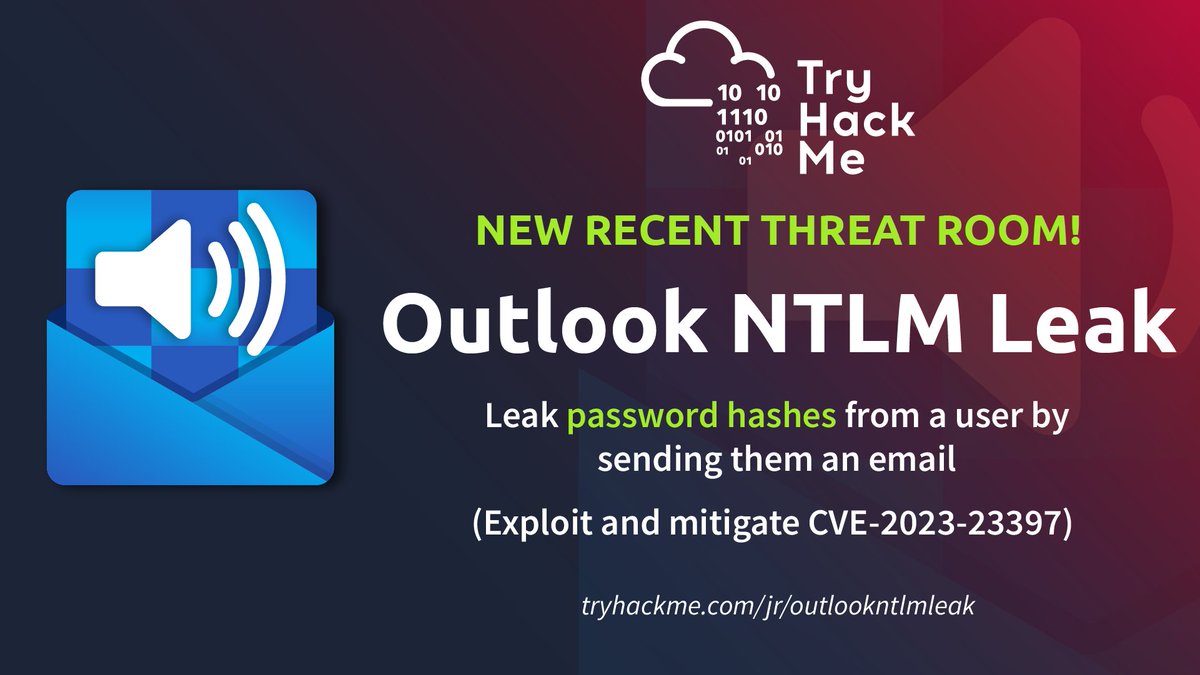 10 10
1110
0101 01
01 010
01
Try
Hack
Me
NEW RECENT THREAT ROOM!
Outlook NTLM Leak
Leak password hashes from a user by
sending them an email
(Exploit and mitigate CVE-2023-23397)
tryhackme.com/jr/outlookntlmleak